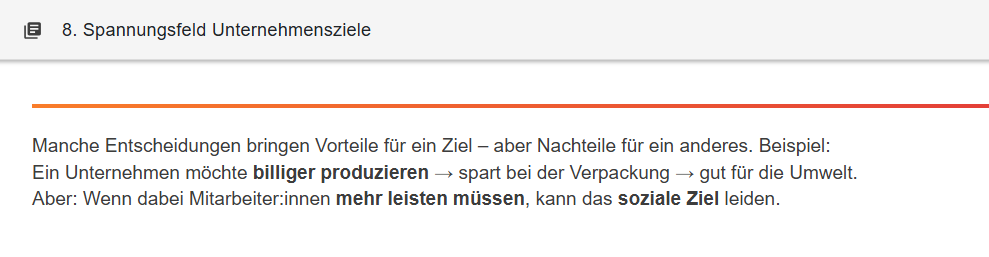 8. Spannungsfeld Unternehmensziele
Manche Entscheidungen bringen Vorteile für ein Ziel – aber Nachteile für ein anderes. Beispiel:
Ein Unternehmen möchte billiger produzieren → spart bei der Verpackung → gut für die Umwelt.
Aber: Wenn dabei Mitarbeiter:innen mehr leisten müssen, kann das soziale Ziel leiden.